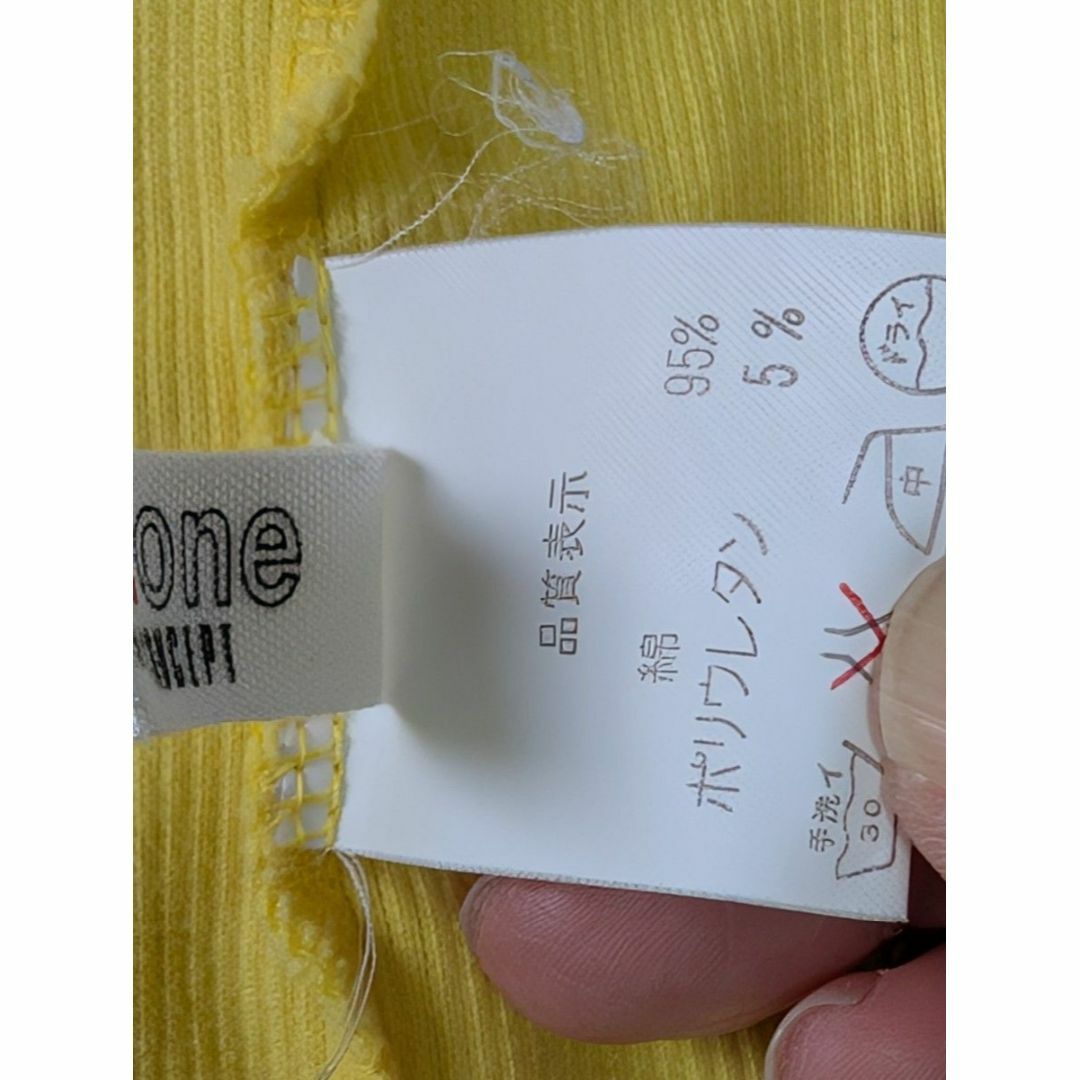 one
品質表示
綿 95%
ポリウレタン 5%
手洗イ
30
中
ドライ